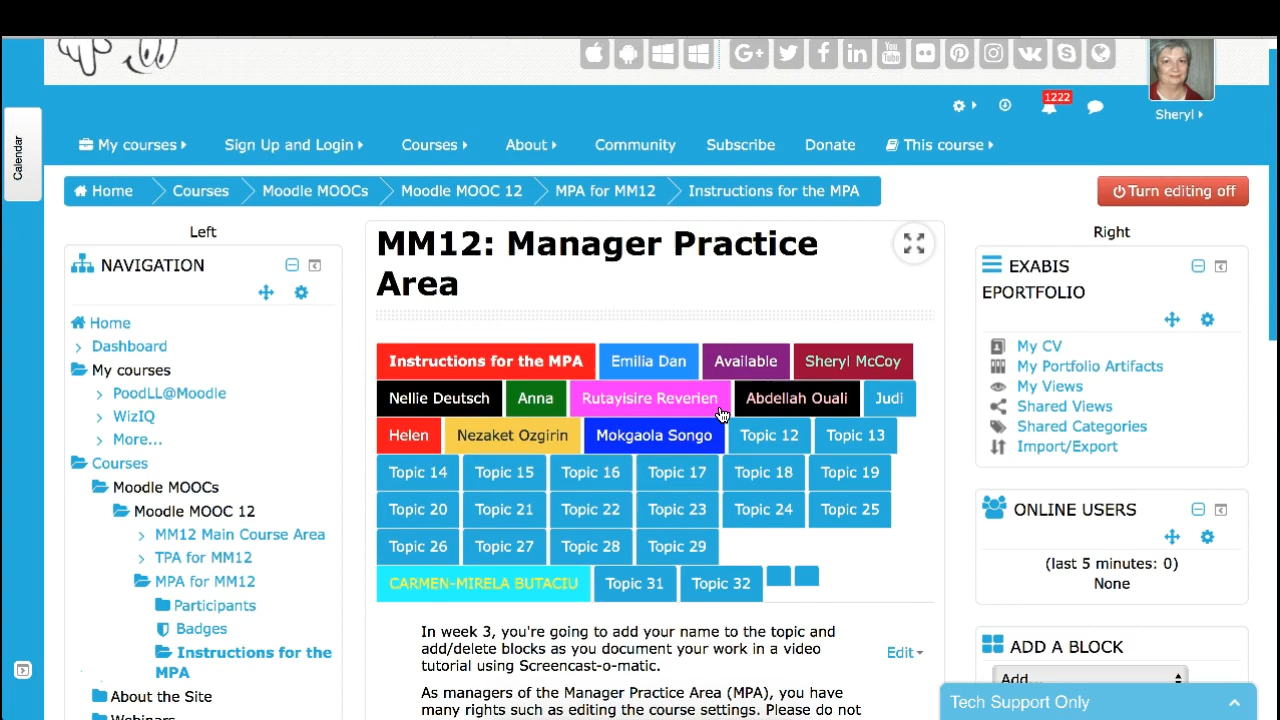 1222
Sheryl
Calendar
My courses
Sign Up and Login
Courses
About
Community
Subscribe
Donate
This course
Home
Courses
Moodle MOOCs
Moodle MOOC 12
MPA for MM12
Instructions for the MPA
Turn editing off
Left
NAVIGATION
Home
Dashboard
My courses
PoodLL@Moodle
WizIQ
More...
Courses
Moodle MOOCs
Moodle MOOC 12
MM12 Main Course Area
TPA for MM12
MPA for MM12
Participants
Badges
Instructions for the
MPA
About the Site
Webinars
MM12: Manager Practice
Area
Instructions for the MPA
Emilia Dan
Available
Sheryl McCoy
Nellie Deutsch
Anna
Rutayisire Reverien
Abdellah Ouali
Judi
Helen
Nezaket Ozgirin
Mokgaola Songo
Topic 12
Topic 13
Topic 14
Topic 15
Topic 16
Topic 17
Topic 18
Topic 19
Topic 20
Topic 21
Topic 22
Topic 23
Topic 24
Topic 25
Topic 26
Topic 27
Topic 28
Topic 29
CARMEN-MIRELA BUTACIU
Topic 31
Topic 32
In week 3, you're going to add your name to the topic and
add/delete blocks as you document your work in a video
tutorial using Screencast-o-matic.
Edit
As managers of the Manager Practice Area (MPA), you have
many rights such as editing the course settings. Please do not
Right
EXABIS
EPORTFOLIO
My CV
My Portfolio Artifacts
My Views
Shared Views
Shared Categories
Import/Export
ONLINE USERS
(last 5 minutes: 0)
None
ADD A BLOCK
Add...
Tech Support Only